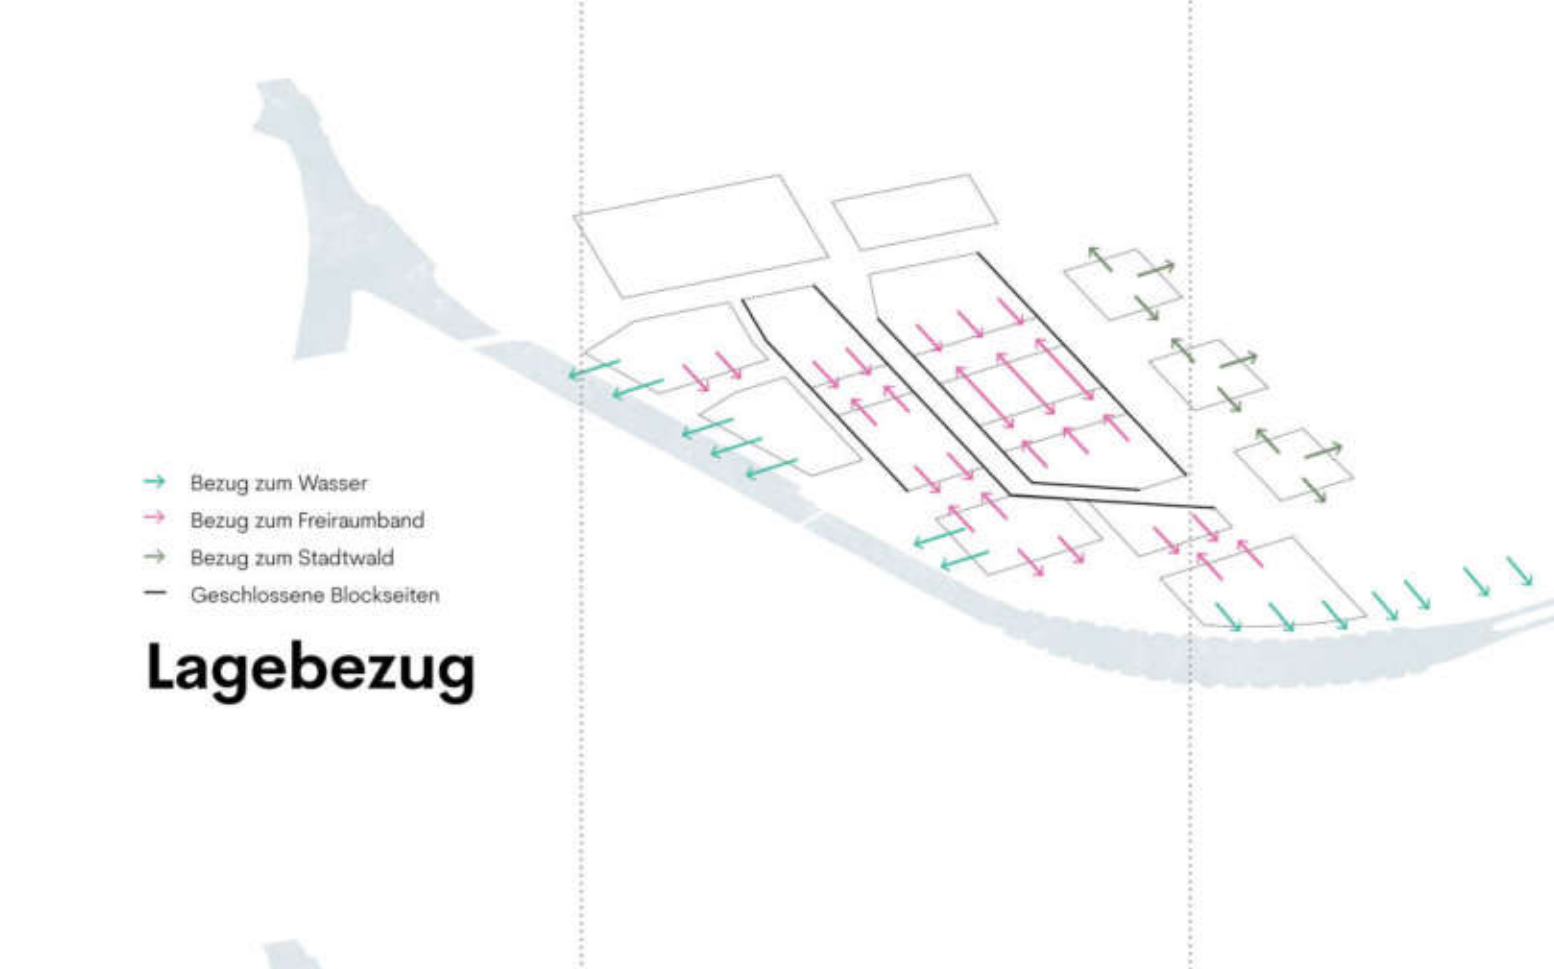 Bezug zum Wasser
Bezug zum Freiraumband
Bezug zum Stadtwald
Geschlossene Blockseiten
Lagebezug